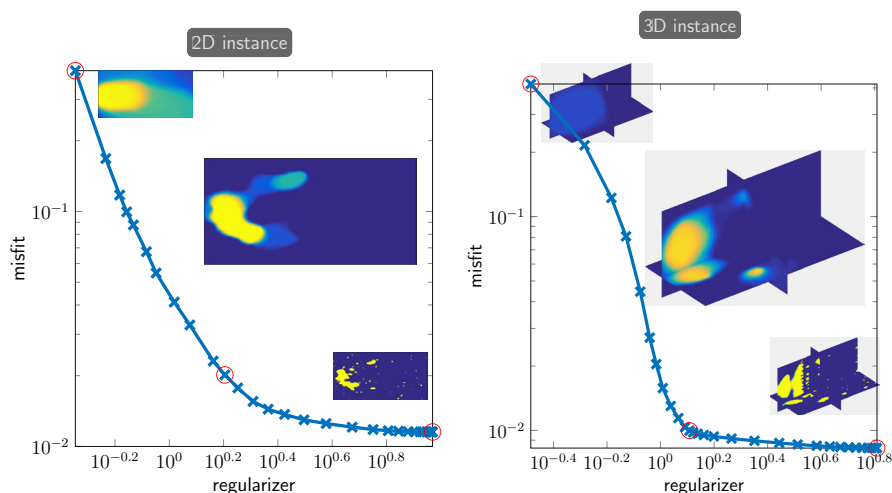 2D instance
misfit
10^{-1}
10^{-2}
10^{-0.2} 10^{0} 10^{0.2} 10^{0.4} 10^{0.6} 10^{0.8}
regularizer
3D instance
misfit
10^{-1}
10^{-2}
10^{-0.4} 10^{-0.2} 10^{0} 10^{0.2} 10^{0.4} 10^{0.6} 10^{0.8}
regularizer